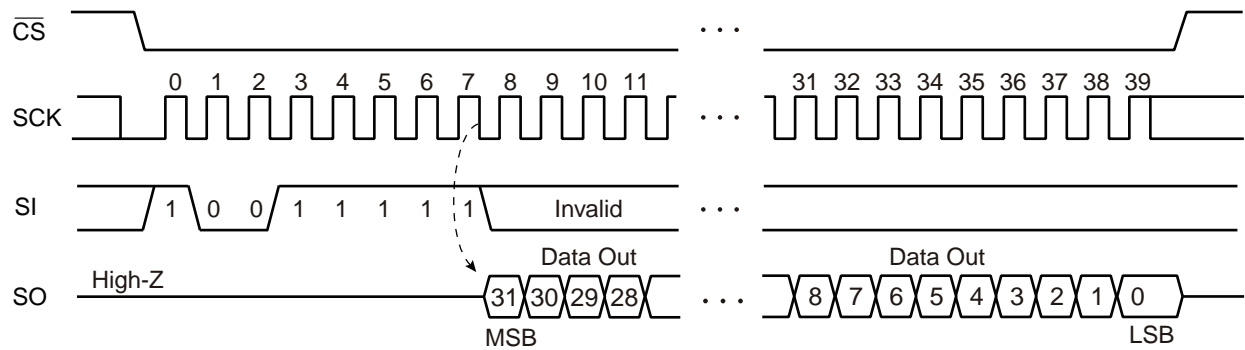 CS
0 1 2 3 4 5 6 7 8 9 10 11 31 32 33 34 35 36 37 38 39
SCK
SI 1 0 0 1 1 1 1 1 Invalid
Data Out Data Out
High-Z
SO 31 30 29 28 8 7 6 5 4 3 2 1 0
MSB LSB